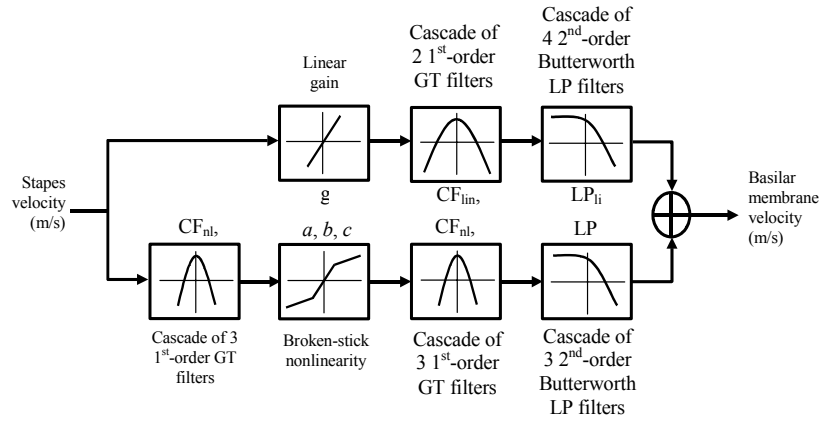 Stapes
velocity
(m/s)
Linear
gain
g
Cascade of
2 1st-order
GT filters
CFlin,
Cascade of
4 2nd-order
Butterworth
LP filters
LPli
CFnl,
Cascade of 3
1st-order GT
filters
a, b, c
Broken-stick
nonlinearity
CFnl,
Cascade of
3 1st-order
GT filters
LP
Cascade of
3 2nd-order
Butterworth
LP filters
Basilar
membrane
velocity
(m/s)